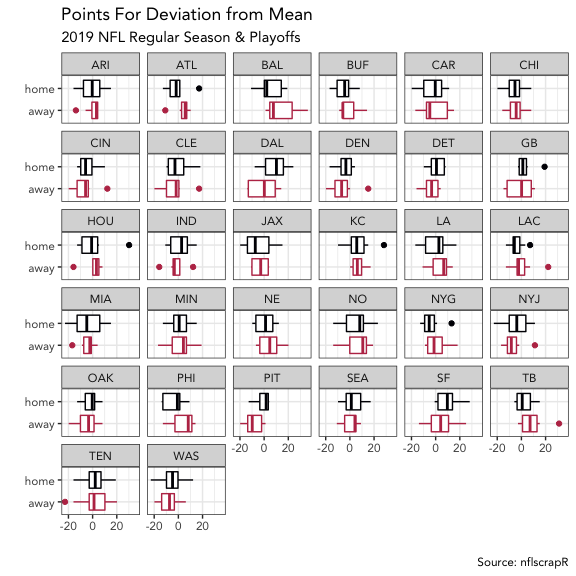 Points For Deviation from Mean
2019 NFL Regular Season & Playoffs
ARI ATL BAL BUF CAR CHI
home
away
CIN CLE DAL DEN DET GB
home
away
HOU IND JAX KC LA LAC
home
away
MIA MIN NE NO NYG NYJ
home
away
OAK PHI PIT SEA SF TB
home
away
-20 0 20 -20 0 20 -20 0 20 -20 0 20
TEN WAS
home
away
-20 0 20 -20 0 20
Source: nflscrapR